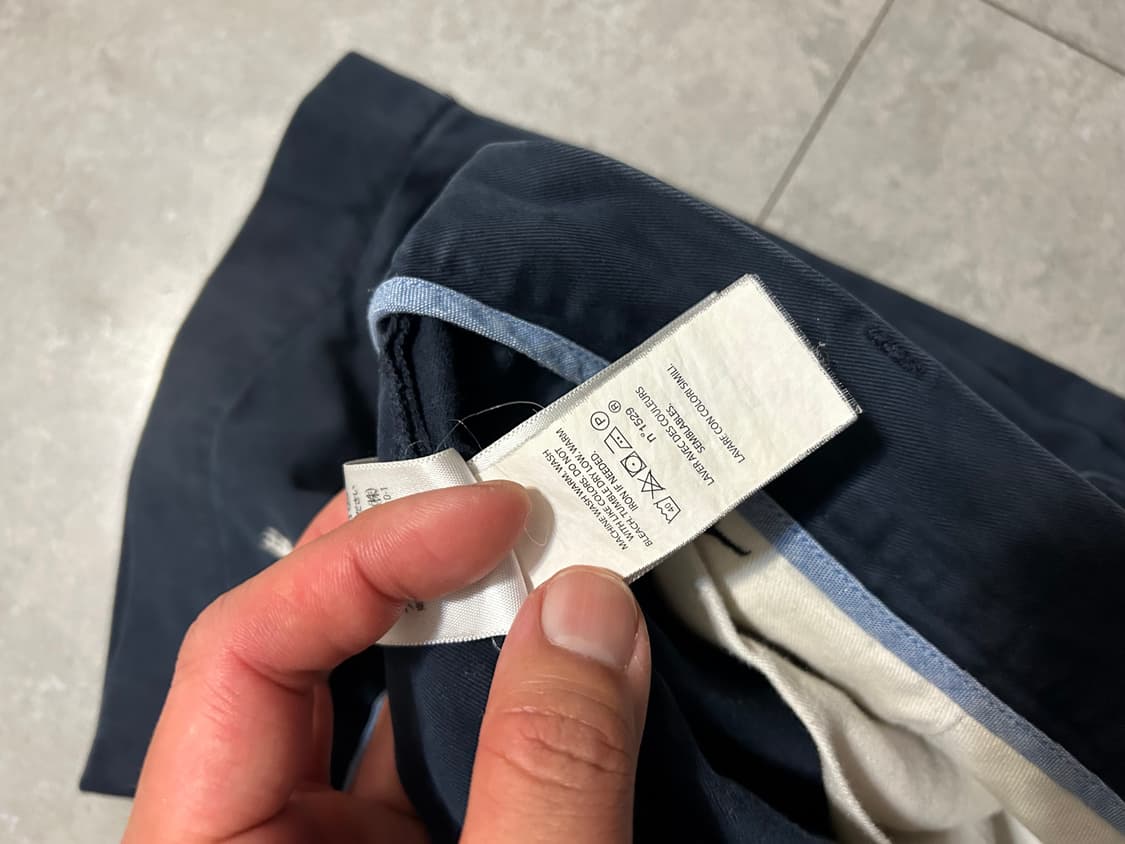 MACHINE WASH WARM. WASH
WITH LIKE COLORS. DO NOT
BLEACH. TUMBLE DRY LOW. WARM
IRON IF NEEDED.
40 P
n° 1529 ®
LAVER AVEC DES COULEURS
SEMBLABLES.
LAVARE CON COLORI SIMILI.
(株)